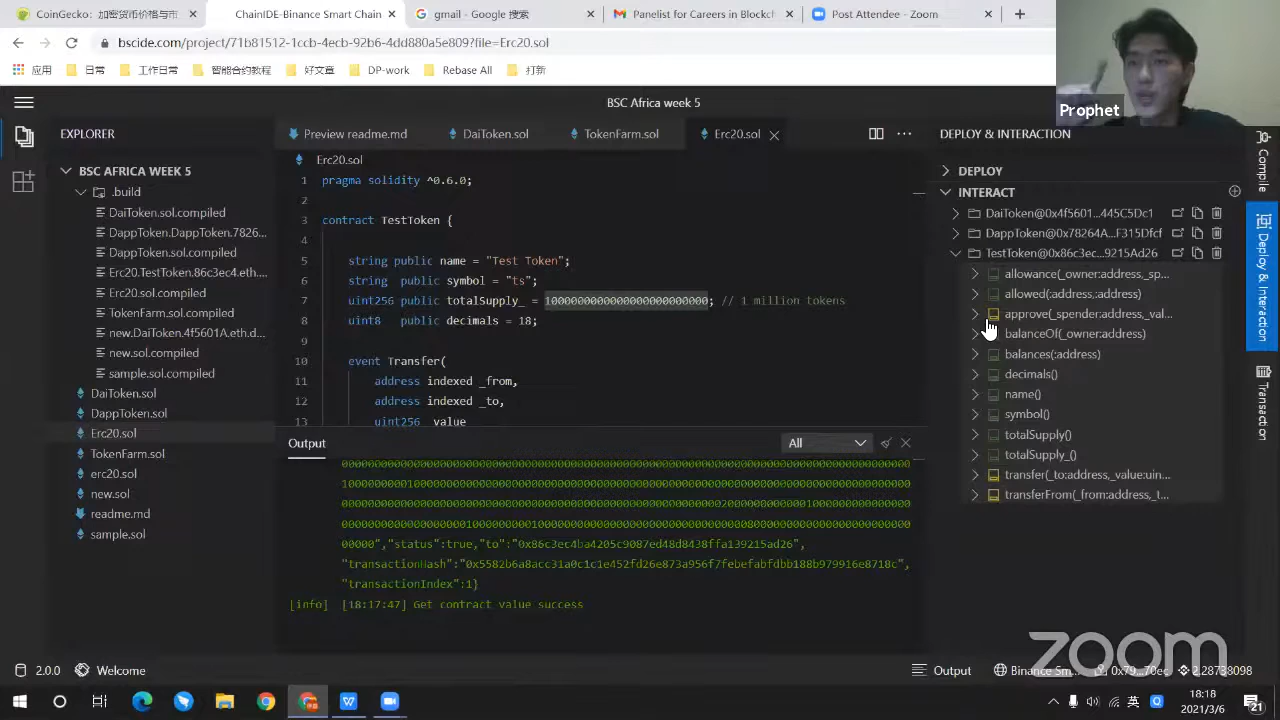 CoinGecko: 加密货币价格与市
ChainIDE-Binance Smart Chain
gmail - Google 搜索
Panelist for Careers in Blockch
Post Attendee - Zoom
bscide.com/project/71b81512-1ccb-4ecb-92b6-4dd880a5e809?file=Erc20.sol
应用
日常
工作日常
智能合约教程
好文章
DP-work
Rebase All
打新
Prophet
BSC Africa week 5
EXPLORER
BSC AFRICA WEEK 5
.build
DaiToken.sol.compiled
DappToken.DappToken.7826...
DappToken.sol.compiled
Erc20.TestToken.86c3ec4.eth....
Erc20.sol.compiled
TokenFarm.sol.compiled
new.DaiToken.4f5601A.eth.d...
new.sol.compiled
sample.sol.compiled
DaiToken.sol
DappToken.sol
Erc20.sol
TokenFarm.sol
erc20.sol
new.sol
readme.md
sample.sol
Preview readme.md
DaiToken.sol
TokenFarm.sol
Erc20.sol
Erc20.sol
1 pragma solidity ^0.6.0;
2
3 contract TestToken {
4
5 string public name = "Test Token";
6 string public symbol = "ts";
7 uint256 public totalSupply_ = 1000000000000000000000000; // 1 million tokens
8 uint8 public decimals = 18;
9
10 event Transfer(
11 address indexed _from,
12 address indexed _to,
13 uint256 _value
Output
All
00000","status":true,"to":"0x86c3ec4ba4205c9087ed48d8438ffa139215ad26",
"transactionIndex":1}
[info] [18:17:47] Get contract value success
DEPLOY & INTERACTION
DEPLOY
INTERACT
DaiToken@0x4f5601...445C5Dc1
DappToken@0x78264A...F315Dfcf
TestToken@0x86c3ec...9215Ad26
allowance(_owner:address,_sp...
allowed(:address,:address)
approve(_spender:address,_val...
balanceOf(_owner:address)
balances(:address)
decimals()
name()
symbol()
totalSupply()
totalSupply_()
transfer(_to:address,_value:uin...
transferFrom(_from:address,_t...
Compile
Deploy & Interaction
Transaction
zoom
2.0.0
Welcome
Output
Binance Sm...
0x79...70ec
2.28738098
英
18:18
2021/3/6
21